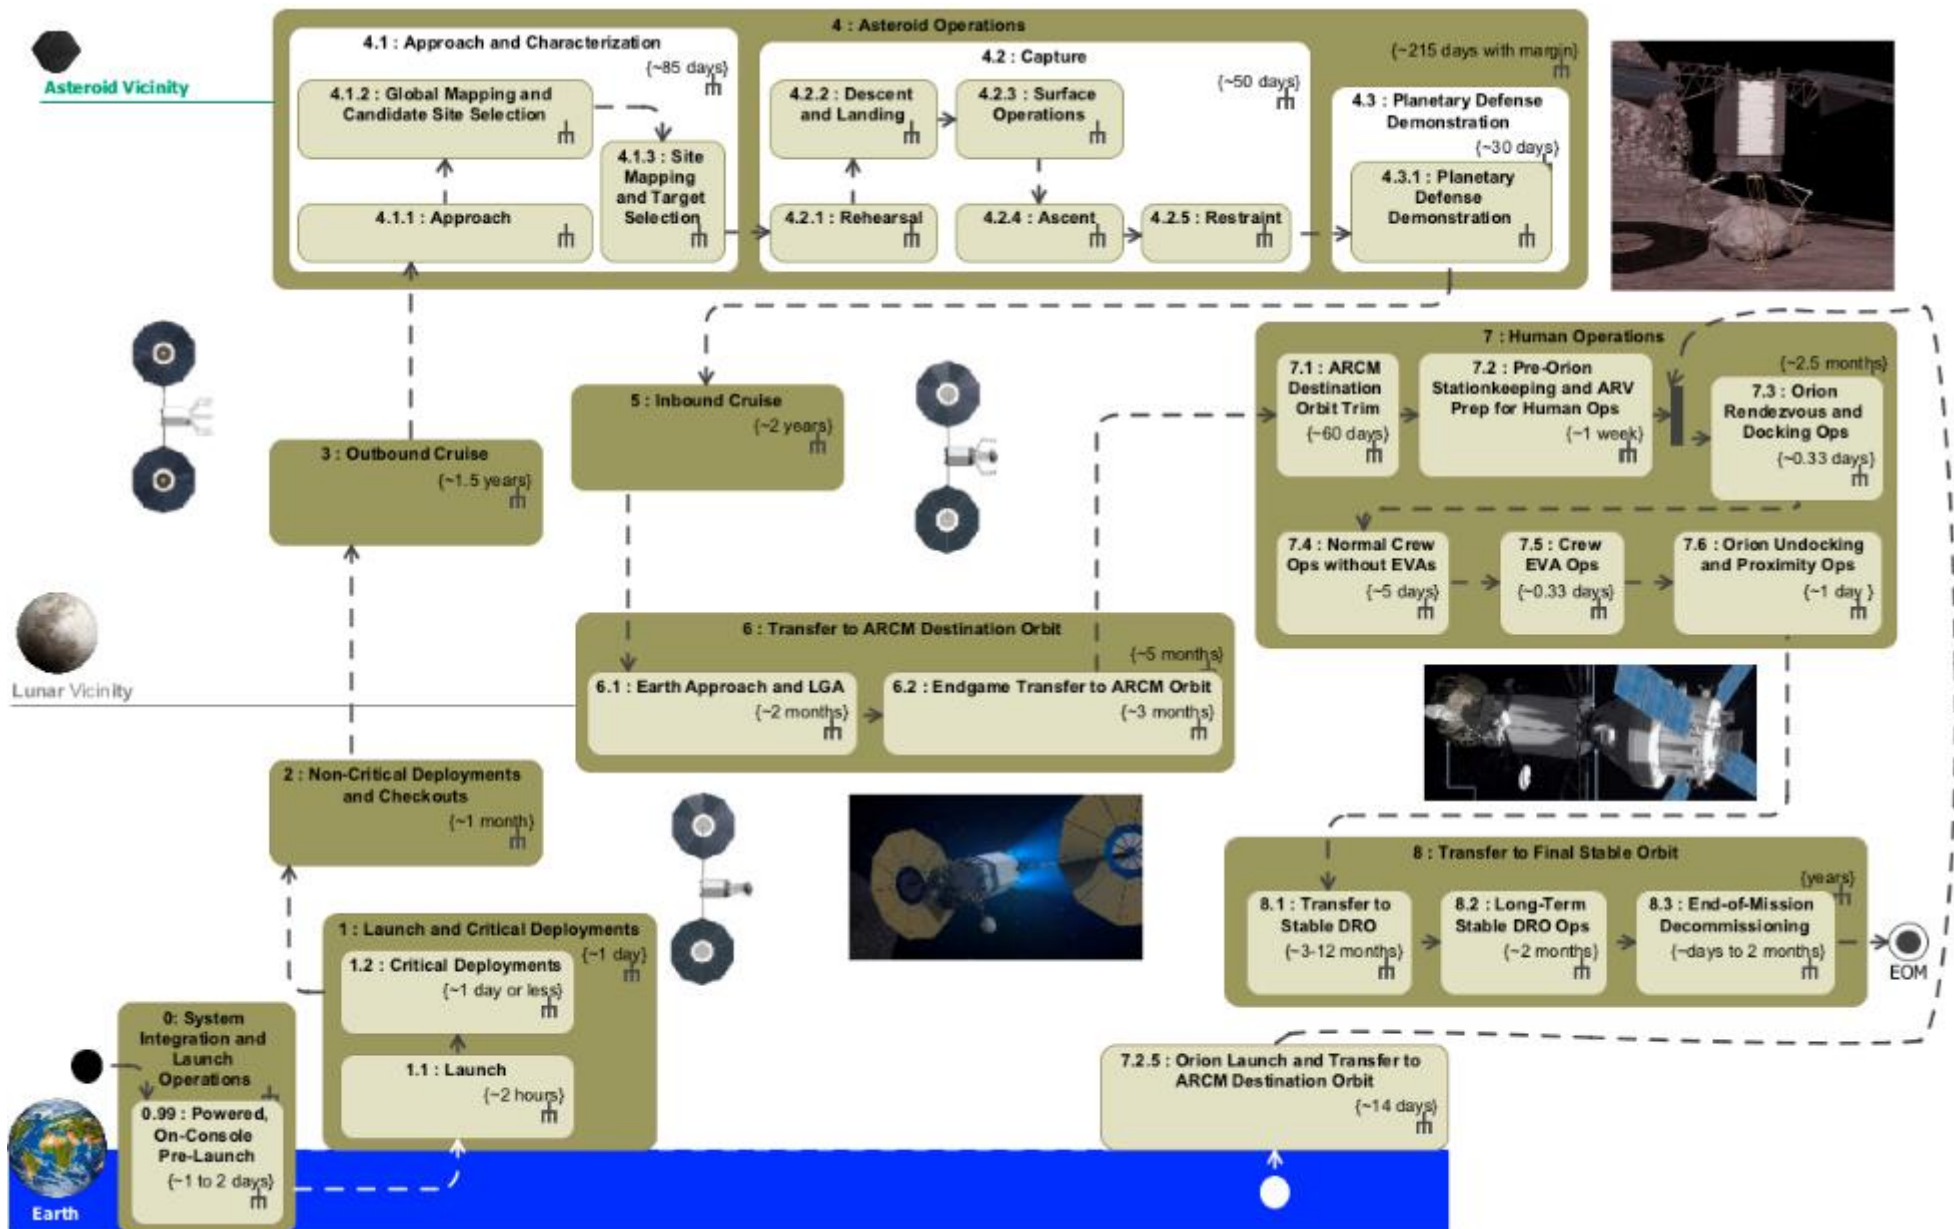 4 : Asteroid Operations
{~215 days with margin}
Asteroid Vicinity
4.1 : Approach and Characterization
{~85 days}
4.1.2 : Global Mapping and
Candidate Site Selection
4.1.3 : Site
Mapping
and Target
Selection
4.1.1 : Approach
4.2 : Capture
{~50 days}
4.2.2 : Descent
and Landing
4.2.3 : Surface
Operations
4.2.1 : Rehearsal
4.2.4 : Ascent
4.2.5 : Restraint
4.3 : Planetary Defense
Demonstration
{~30 days}
4.3.1 : Planetary
Defense
Demonstration
3 : Outbound Cruise
{~1.5 years}
5 : Inbound Cruise
{~2 years}
7 : Human Operations
{~2.5 months}
7.1 : ARCM
Destination
Orbit Trim
{~60 days}
7.2 : Pre-Orion
Stationkeeping and ARV
Prep for Human Ops
{~1 week}
7.3 : Orion
Rendezvous and
Docking Ops
{~0.33 days}
7.4 : Normal Crew
Ops without EVAs
{~5 days}
7.5 : Crew
EVA Ops
{~0.33 days}
7.6 : Orion Undocking
and Proximity Ops
{~1 day }
Lunar Vicinity
6 : Transfer to ARCM Destination Orbit
{~5 months}
6.1 : Earth Approach and LGA
{~2 months}
6.2 : Endgame Transfer to ARCM Orbit
{~3 months}
2 : Non-Critical Deployments
and Checkouts
{~1 month}
8 : Transfer to Final Stable Orbit
{years}
8.1 : Transfer to
Stable DRO
{~3-12 months}
8.2 : Long-Term
Stable DRO Ops
{~2 months}
8.3 : End-of-Mission
Decommissioning
{~days to 2 months}
EOM
1 : Launch and Critical Deployments
{~1 day}
1.2 : Critical Deployments
{~1 day or less}
1.1 : Launch
{~2 hours}
0: System
Integration and
Launch
Operations
0.99 : Powered,
On-Console
Pre-Launch
{~1 to 2 days}
7.2.5 : Orion Launch and Transfer to
ARCM Destination Orbit
{~14 days}
Earth